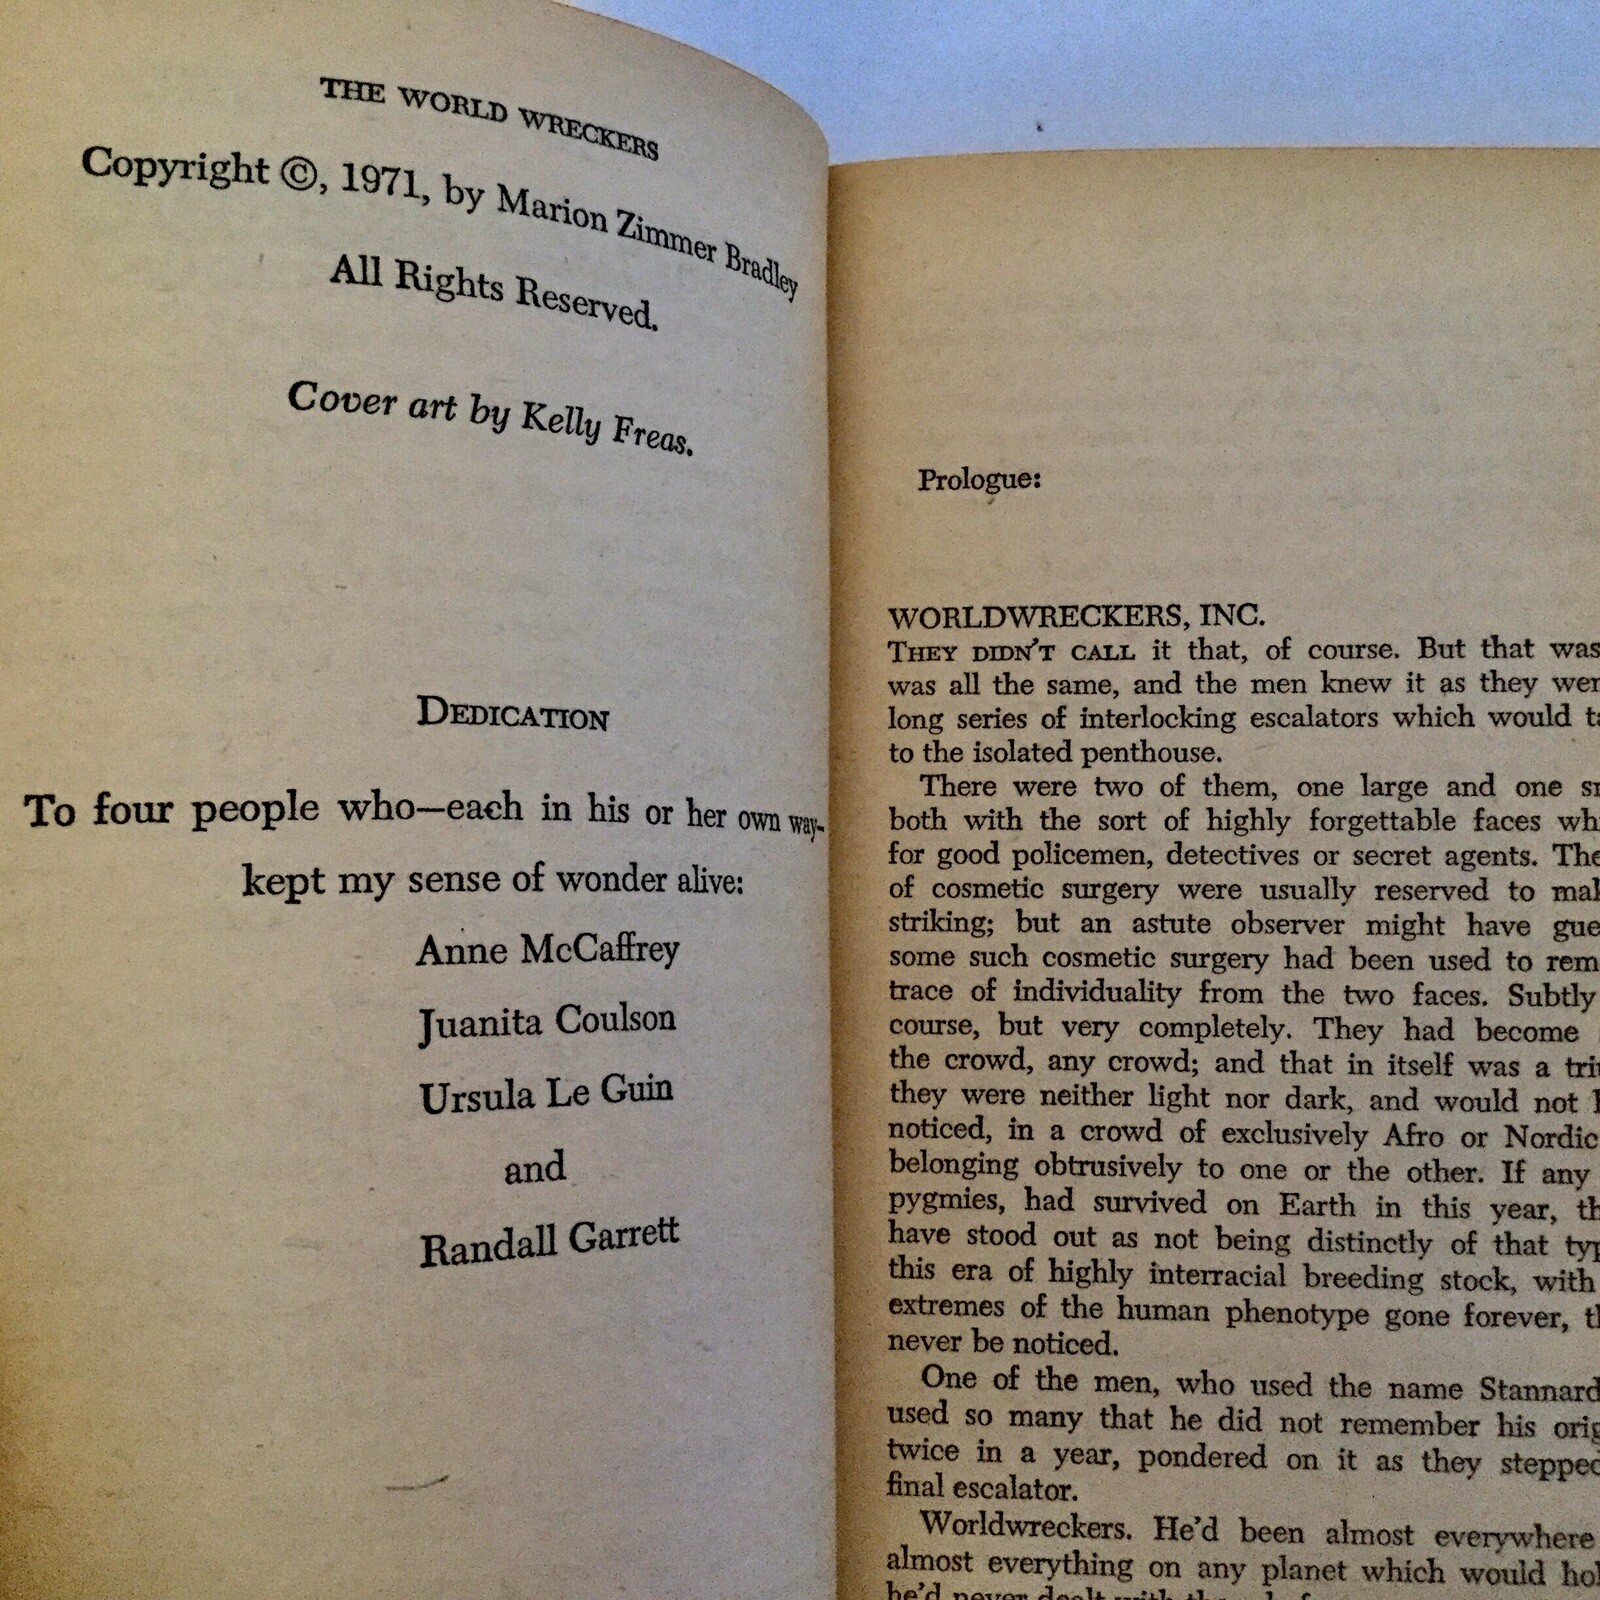 THE WORLD WRECKERS
Copyright ©, 1971, by Marion Zimmer Bradley
All Rights Reserved.
Cover art by Kelly Freas.
DEDICATION
To four people who—each in his or her own way—
kept my sense of wonder alive:
Anne McCaffrey
Juanita Coulson
Ursula Le Guin
and
Randall Garrett
Prologue:
WORLDWRECKERS, INC.
THEY DIDN'T CALL it that, of course. But that was
was all the same, and the men knew it as they
long series of interlocking escalators which would
to the isolated penthouse.
There were two of them, one large and one
both with the sort of highly forgettable faces
for good policemen, detectives or secret agents.
of cosmetic surgery were usually reserved to
striking; but an astute observer might have
some such cosmetic surgery had been used to
trace of individuality from the two faces. Subtly
course, but very completely. They had become
the crowd, any crowd; and that in itself was a
they were neither light nor dark, and would not
noticed, in a crowd of exclusively Afro or Nordic
belonging obtrusively to one or the other. If any
pygmies, had survived on Earth in this year,
have stood out as not being distinctly of that
this era of highly interracial breeding stock, with
extremes of the human phenotype gone forever,
never be noticed.
One of the men, who used the name Stannard
used so many that he did not remember his
twice in a year, pondered on it as they stepped
final escalator.
Worldwreckers. He'd been almost everywhere
almost everything on any planet which would
he'd never dealt with